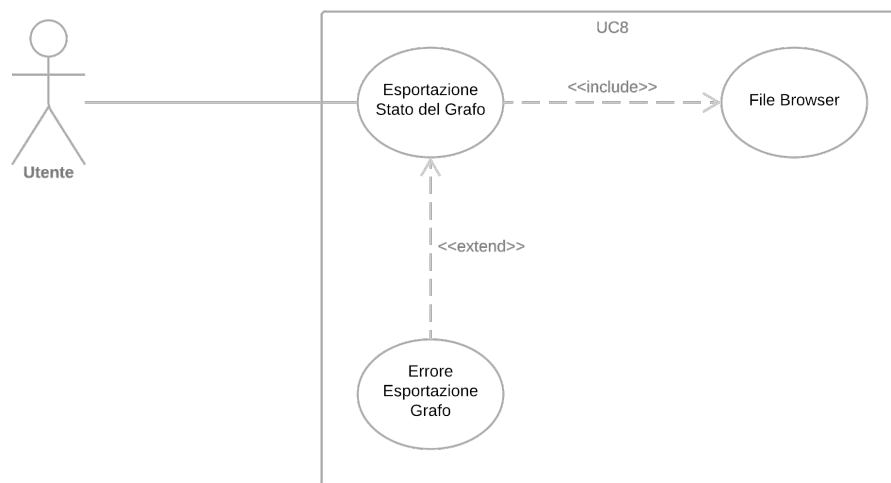 UC8
Esportazione
Stato del Grafo
<<include>>
File Browser
Utente
<<extend>>
Errore
Esportazione
Grafo